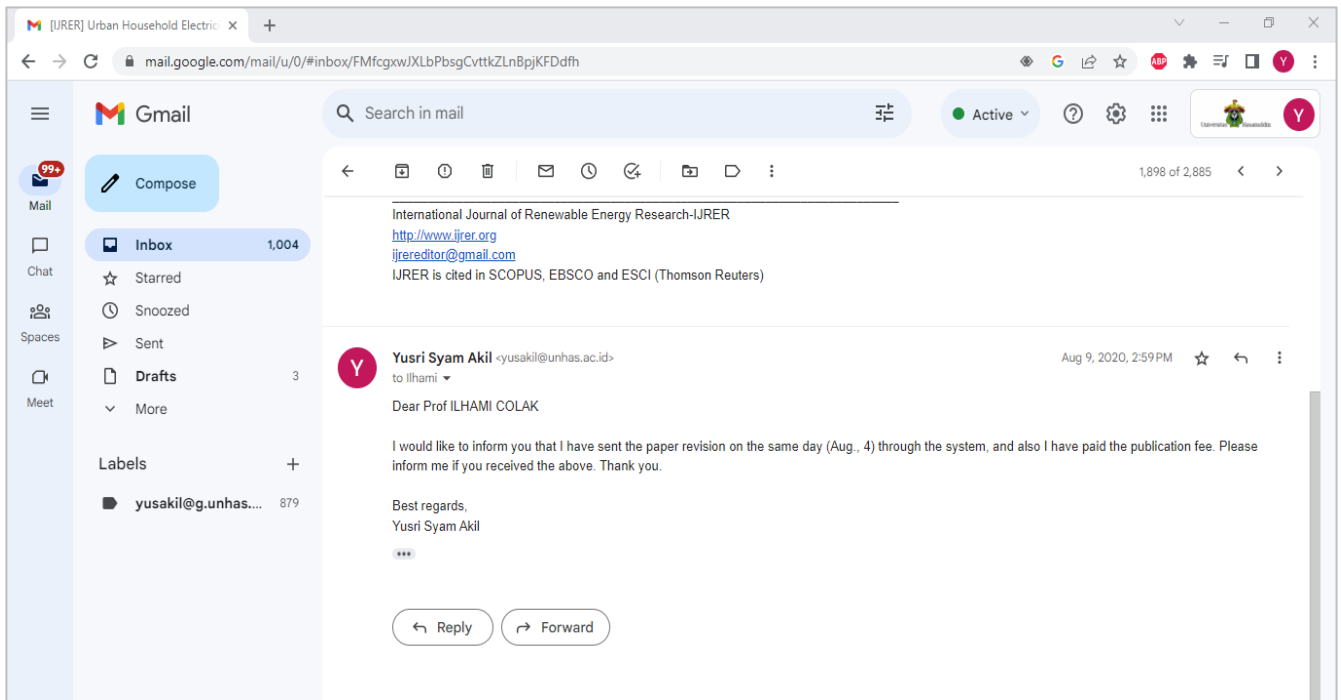 [IJRER] Urban Household Electric
mail.google.com/mail/u/0/#inbox/FMfcgxwJXLbPbsgCvttkZLnBpjKFDdfh
ABP
Y
Gmail
Search in mail
Active
Universitas Hasanuddin
Y
99+
Mail
Compose
1,898 of 2,885
Chat
Inbox 1,004
Starred
Spaces
Snoozed
Sent
Meet
Drafts 3
More
Labels
yusakil@g.unhas.... 879
International Journal of Renewable Energy Research-IJRER
http://www.ijrer.org
ijrereditor@gmail.com
IJRER is cited in SCOPUS, EBSCO and ESCI (Thomson Reuters)
Y
Yusri Syam Akil <yusakil@unhas.ac.id> Aug 9, 2020, 2:59 PM
to Ilhami
Dear Prof ILHAMI COLAK
I would like to inform you that I have sent the paper revision on the same day (Aug., 4) through the system, and also I have paid the publication fee. Please
inform me if you received the above. Thank you.
Best regards,
Yusri Syam Akil
Reply Forward